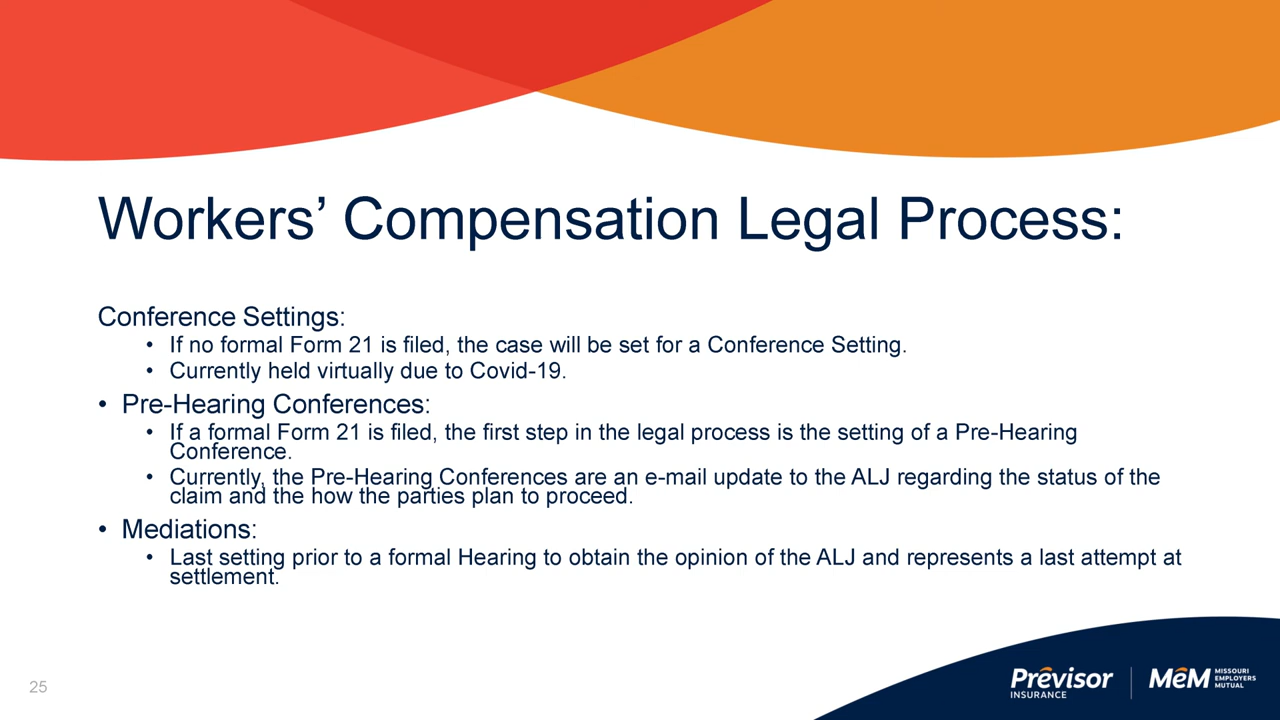 Workers’ Compensation Legal Process:
Conference Settings:
• If no formal Form 21 is filed, the case will be set for a Conference Setting.
• Currently held virtually due to Covid-19.
• Pre-Hearing Conferences:
• If a formal Form 21 is filed, the first step in the legal process is the setting of a Pre-Hearing
Conference.
• Currently, the Pre-Hearing Conferences are an e-mail update to the ALJ regarding the status of the
claim and the how the parties plan to proceed.
• Mediations:
• Last setting prior to a formal Hearing to obtain the opinion of the ALJ and represents a last attempt at
settlement.
25
Prêvisor
INSURANCE
MêM
MISSOURI
EMPLOYERS
MUTUAL